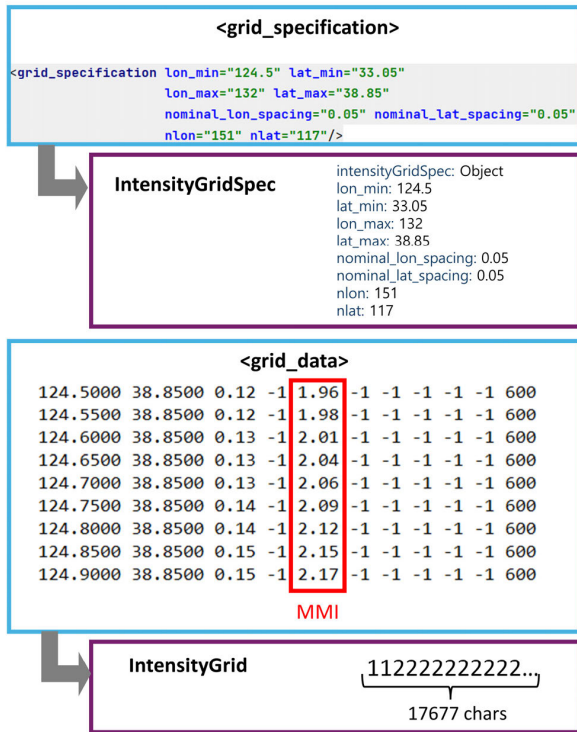 <grid_specification>
<grid_specification lon_min="124.5" lat_min="33.05"
lon_max="132" lat_max="38.85"
nominal_lon_spacing="0.05" nominal_lat_spacing="0.05"
nlon="151" nlat="117"/>
IntensityGridSpec
intensityGridSpec: Object
lon_min: 124.5
lat_min: 33.05
lon_max: 132
lat_max: 38.85
nominal_lon_spacing: 0.05
nominal_lat_spacing: 0.05
nlon: 151
nlat: 117
<grid_data>
124.5000 38.8500 0.12 -1 1.96 -1 -1 -1 -1 -1 600
124.5500 38.8500 0.12 -1 1.98 -1 -1 -1 -1 -1 600
124.6000 38.8500 0.13 -1 2.01 -1 -1 -1 -1 -1 600
124.6500 38.8500 0.13 -1 2.04 -1 -1 -1 -1 -1 600
124.7000 38.8500 0.13 -1 2.06 -1 -1 -1 -1 -1 600
124.7500 38.8500 0.14 -1 2.09 -1 -1 -1 -1 -1 600
124.8000 38.8500 0.14 -1 2.12 -1 -1 -1 -1 -1 600
124.8500 38.8500 0.15 -1 2.15 -1 -1 -1 -1 -1 600
124.9000 38.8500 0.15 -1 2.17 -1 -1 -1 -1 -1 600
MMI
IntensityGrid
112222222222...
17677 chars